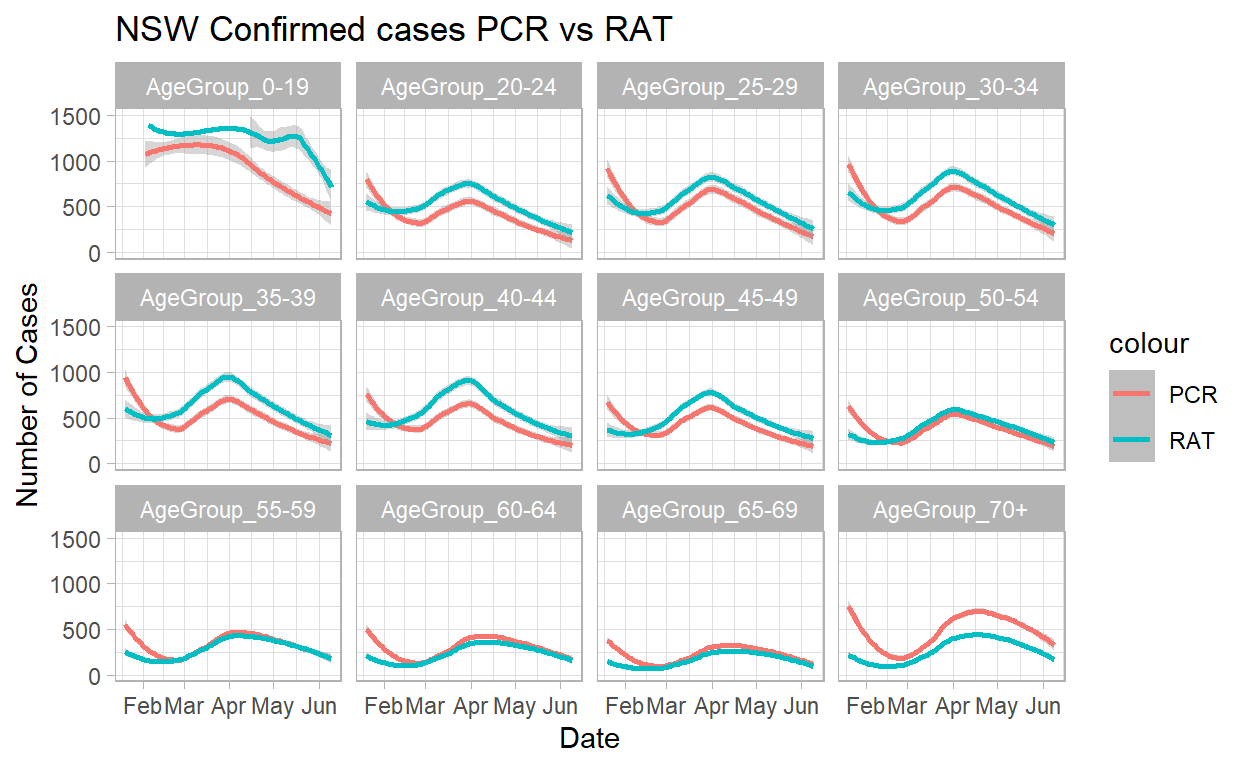 NSW Confirmed cases PCR vs RAT
AgeGroup_0-19 AgeGroup_20-24 AgeGroup_25-29 AgeGroup_30-34
1500
1000
500
0
AgeGroup_35-39 AgeGroup_40-44 AgeGroup_45-49 AgeGroup_50-54
1500
1000
500
0
AgeGroup_55-59 AgeGroup_60-64 AgeGroup_65-69 AgeGroup_70+
1500
1000
500
0
Feb Mar Apr May Jun Feb Mar Apr May Jun Feb Mar Apr May Jun Feb Mar Apr May Jun
Date
Number of Cases
colour
PCR
RAT